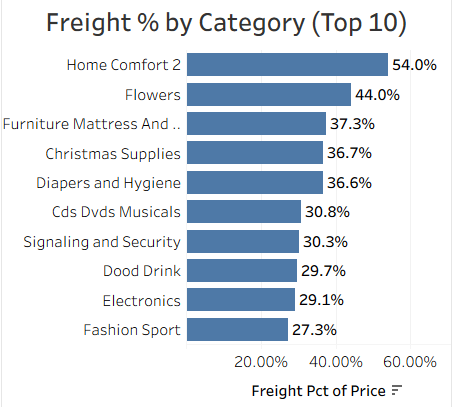 Freight % by Category (Top 10)
Home Comfort 2 54.0%
Flowers 44.0%
Furniture Mattress And .. 37.3%
Christmas Supplies 36.7%
Diapers and Hygiene 36.6%
Cds Dvds Musicals 30.8%
Signaling and Security 30.3%
Dood Drink 29.7%
Electronics 29.1%
Fashion Sport 27.3%
20.00% 40.00% 60.00%
Freight Pct of Price